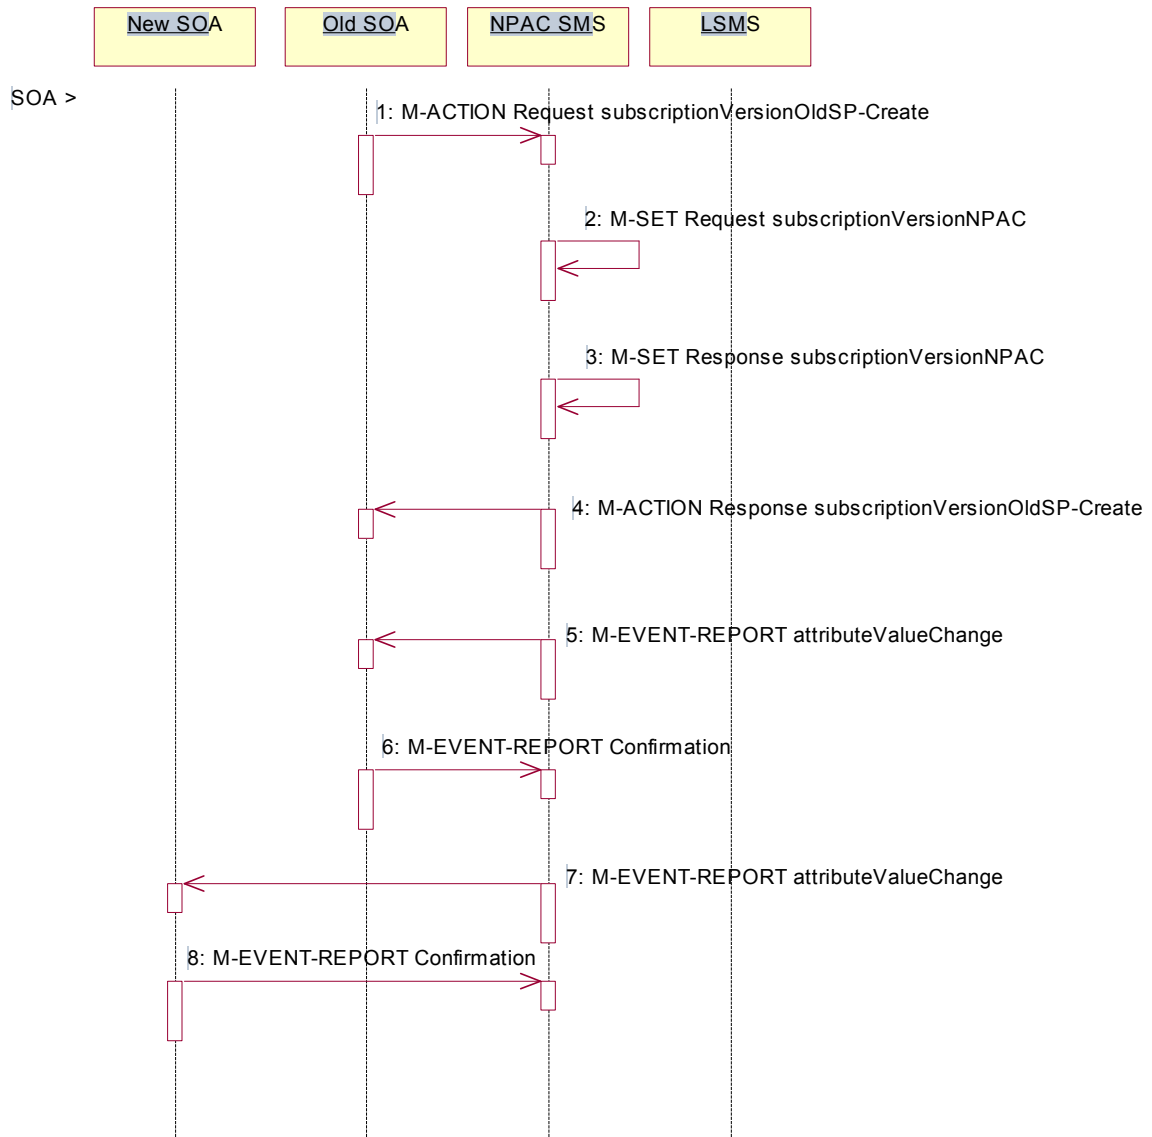 New SOA
Old SOA
NPAC SMS
LSMS
SOA >
1: M-ACTION Request subscriptionVersionOldSP-Create
2: M-SET Request subscriptionVersionNPAC
3: M-SET Response subscriptionVersionNPAC
4: M-ACTION Response subscriptionVersionOldSP-Create
5: M-EVENT-REPORT attributeValueChange
6: M-EVENT-REPORT Confirmation
7: M-EVENT-REPORT attributeValueChange
8: M-EVENT-REPORT Confirmation